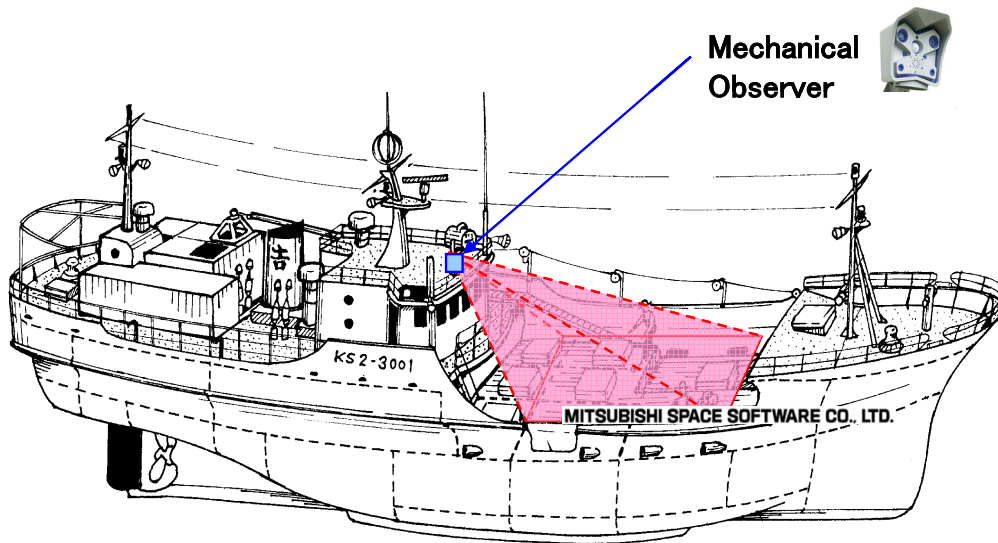 Mechanical
Observer
吉
KS2-3001
MITSUBISHI SPACE SOFTWARE CO., LTD.